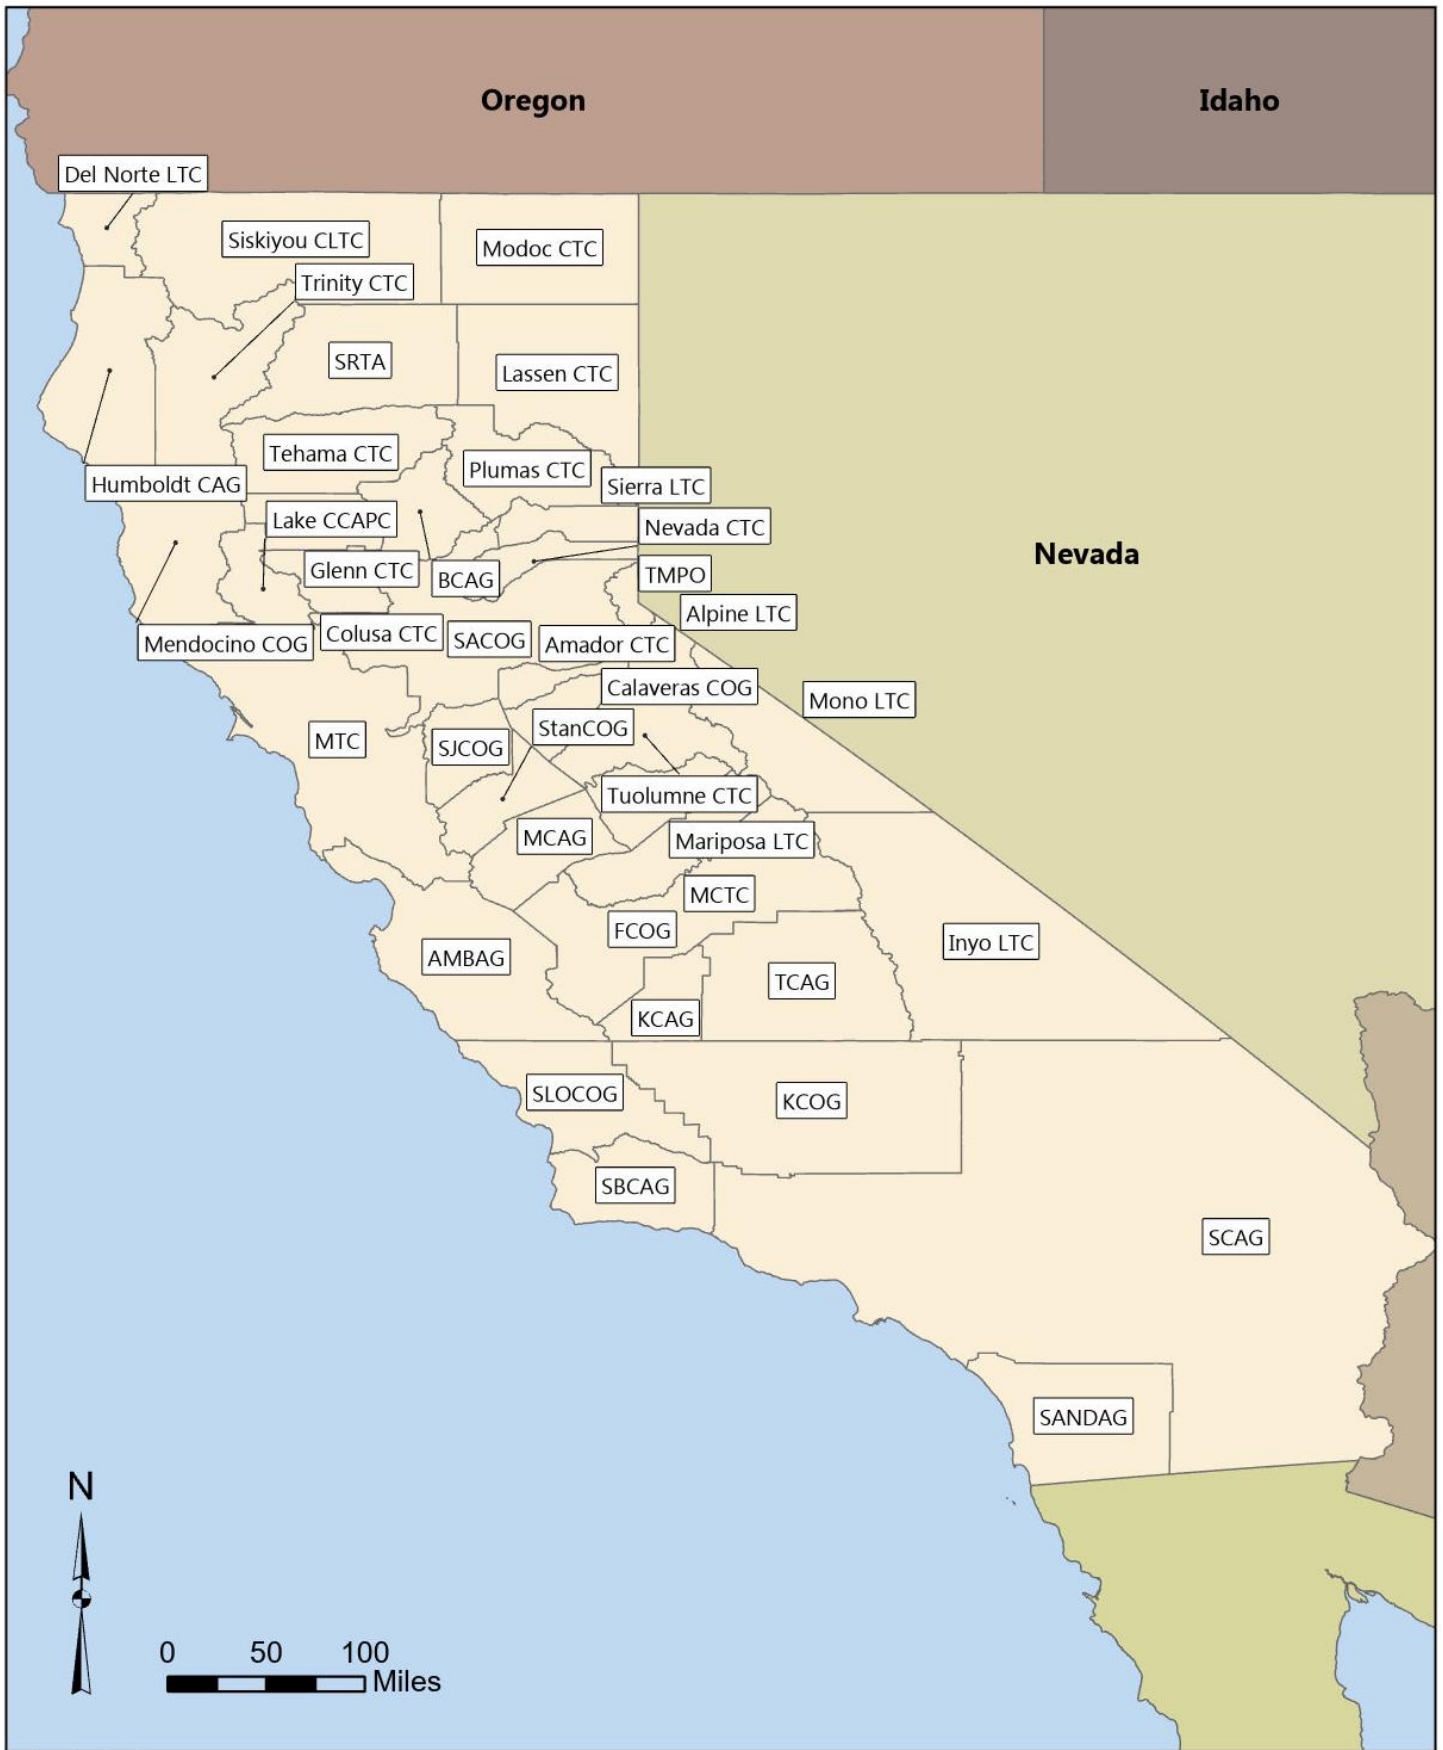 Oregon
Idaho
Del Norte LTC
Siskiyou CLTC
Modoc CTC
Trinity CTC
SRTA
Lassen CTC
Tehama CTC
Plumas CTC
Humboldt CAG
Sierra LTC
Lake CCAPC
Nevada CTC
Nevada
Glenn CTC
BCAG
TMPO
Alpine LTC
Mendocino COG
Colusa CTC
SACOG
Amador CTC
Calaveras COG
Mono LTC
StanCOG
MTC
SJCOG
Tuolumne CTC
MCAG
Mariposa LTC
MCTC
FCOG
Inyo LTC
AMBAG
TCAG
KCAG
SLOCOG
KCOG
SBCAG
SCAG
SANDAG
N
0 50 100
Miles